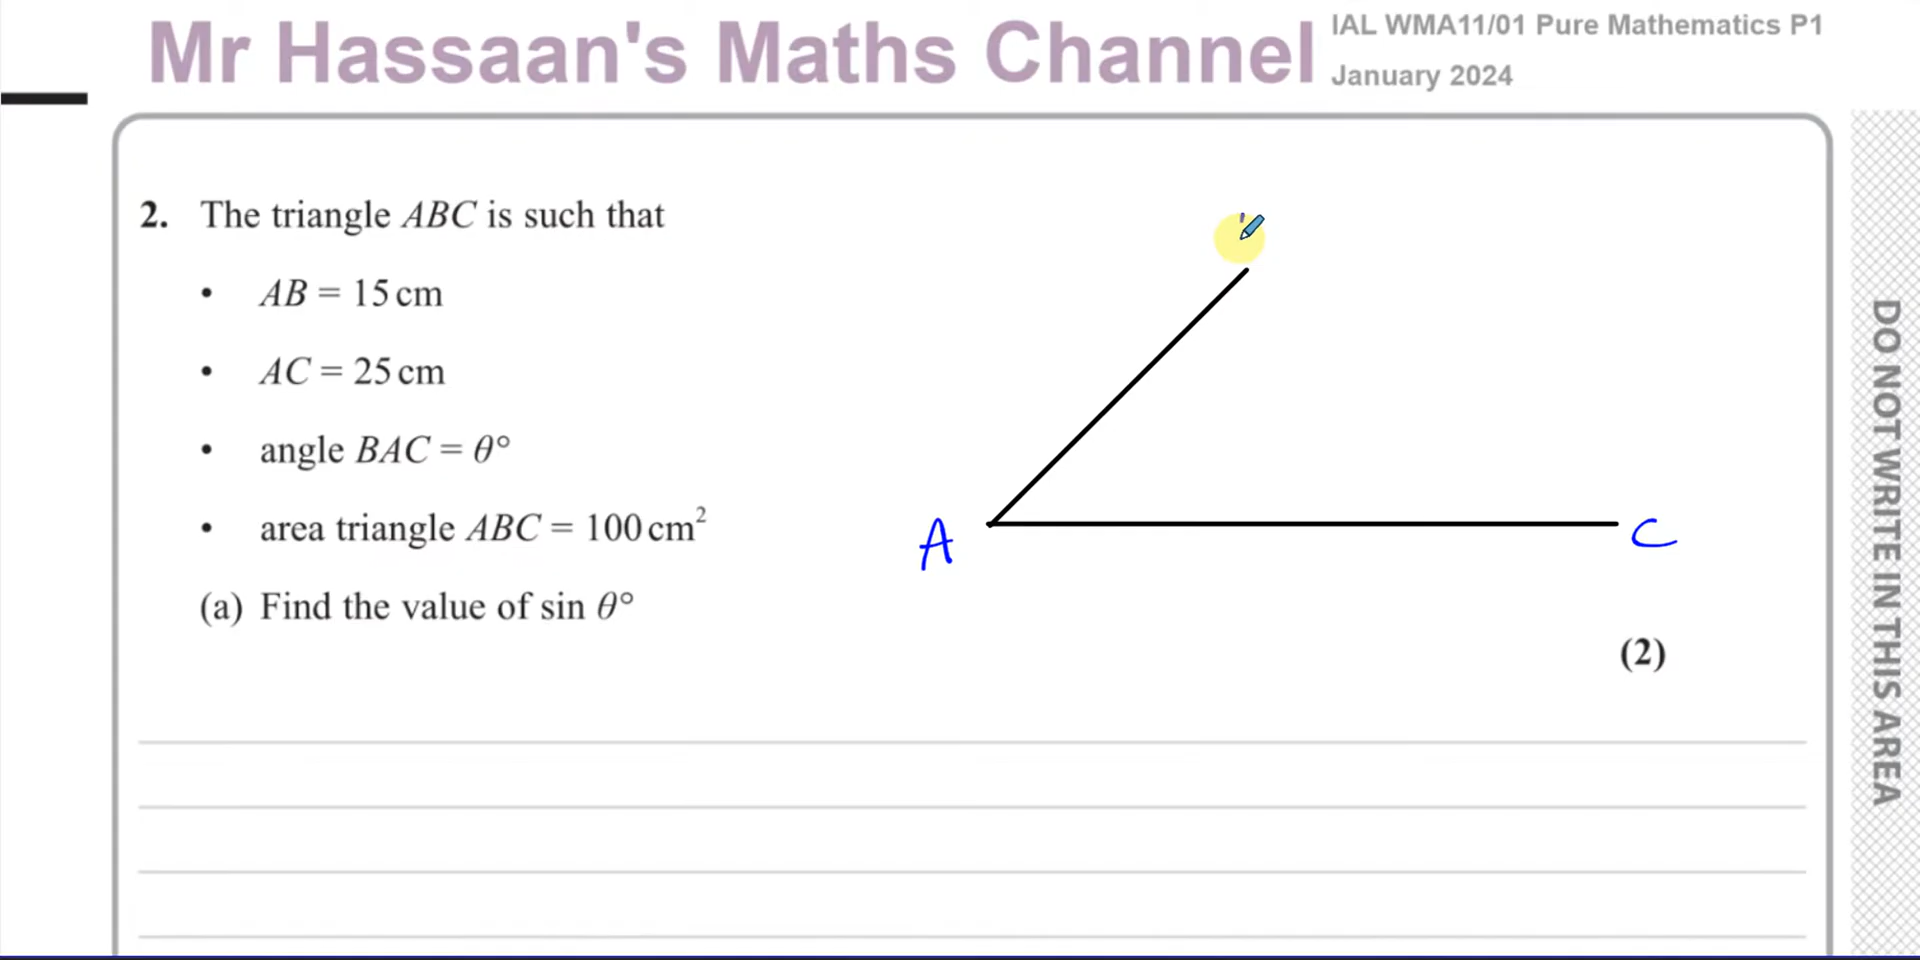 Mr Hassaan's Maths Channel
IAL WMA11/01 Pure Mathematics P1
January 2024
2. The triangle ABC is such that
• AB = 15 cm
• AC = 25 cm
• angle BAC = θ°
• area triangle ABC = 100 cm²
(a) Find the value of sin θ°
(2)
A
C
DO NOT WRITE IN THIS AREA